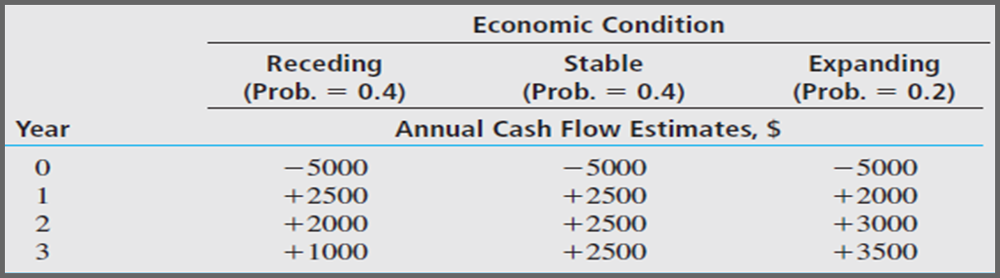 Economic Condition
Receding Stable Expanding
(Prob. = 0.4) (Prob. = 0.4) (Prob. = 0.2)
Year Annual Cash Flow Estimates, $
0 −5000 −5000 −5000
1 +2500 +2500 +2000
2 +2000 +2500 +3000
3 +1000 +2500 +3500